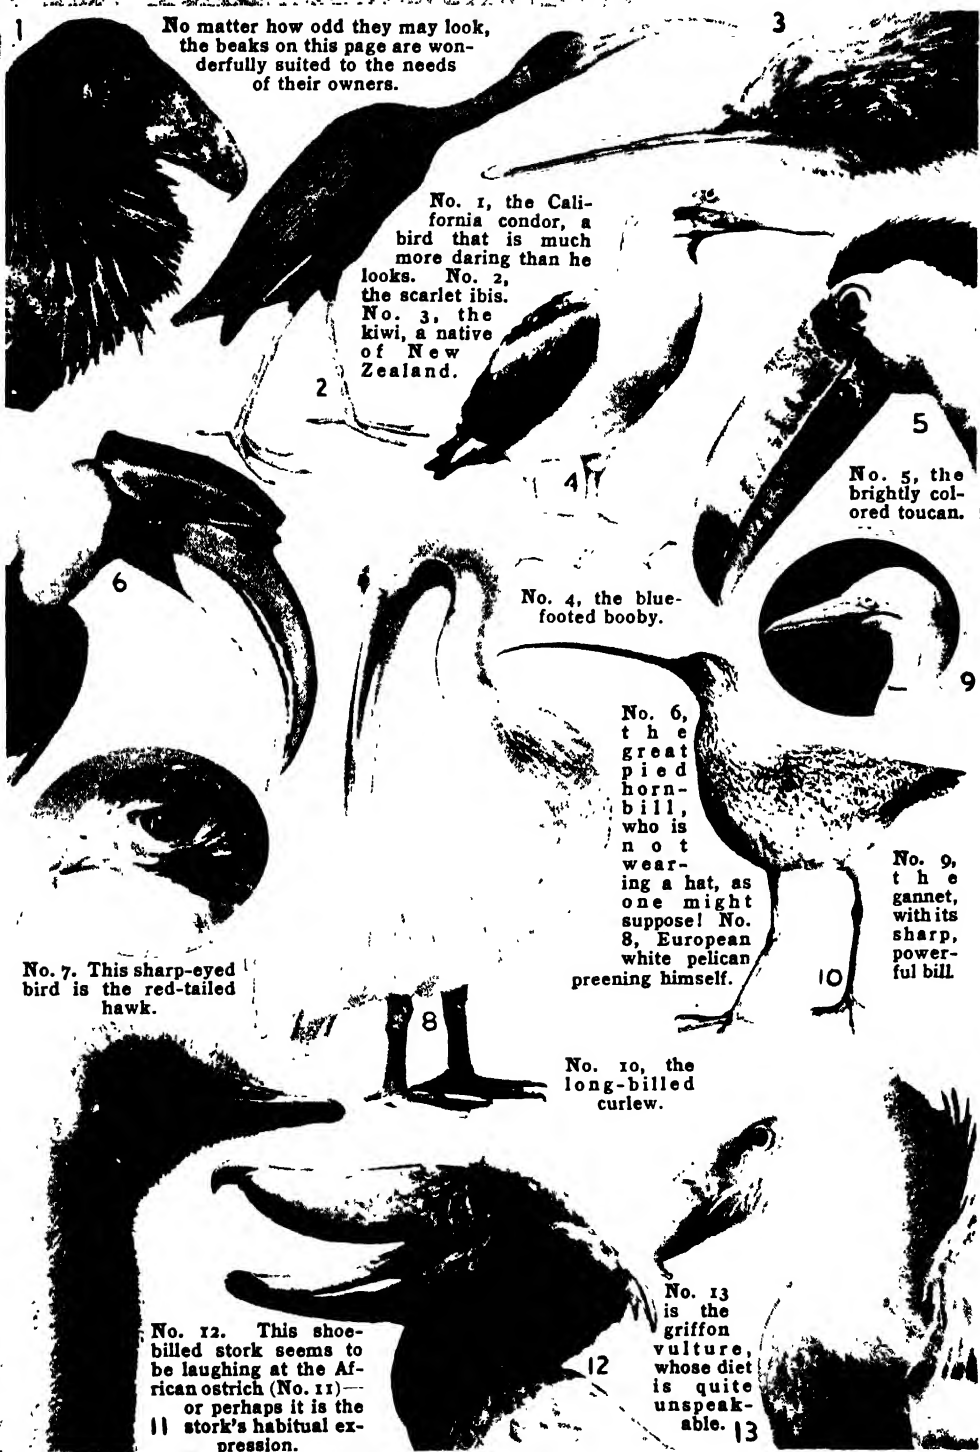 1
No matter how odd they may look,
the beaks on this page are won-
derfully suited to the needs
of their owners.
3
No. 1, the Cali-
fornia condor, a
bird that is much
more daring than he
looks. No. 2,
the scarlet ibis.
No. 3, the
kiwi, a native
of New
Zealand.
2
4
5
No. 5, the
brightly col-
ored toucan.
6
No. 4, the blue-
footed booby.
9
No. 6,
the
great
pied
horn-
bill,
who is
not
wear-
ing a hat, as
one might
suppose! No.
8, European
white pelican
preening himself.
No. 9,
the
gannet,
with its
sharp,
power-
ful bill.
No. 7. This sharp-eyed
bird is the red-tailed
hawk.
8
10
No. 10, the
long-billed
curlew.
No. 12. This shoe-
billed stork seems to
be laughing at the Af-
rican ostrich (No. 11)—
or perhaps it is the
stork's habitual ex-
pression.
11
12
No. 13
is the
griffon
vulture,
whose diet
is quite
unspeak-
able.
13